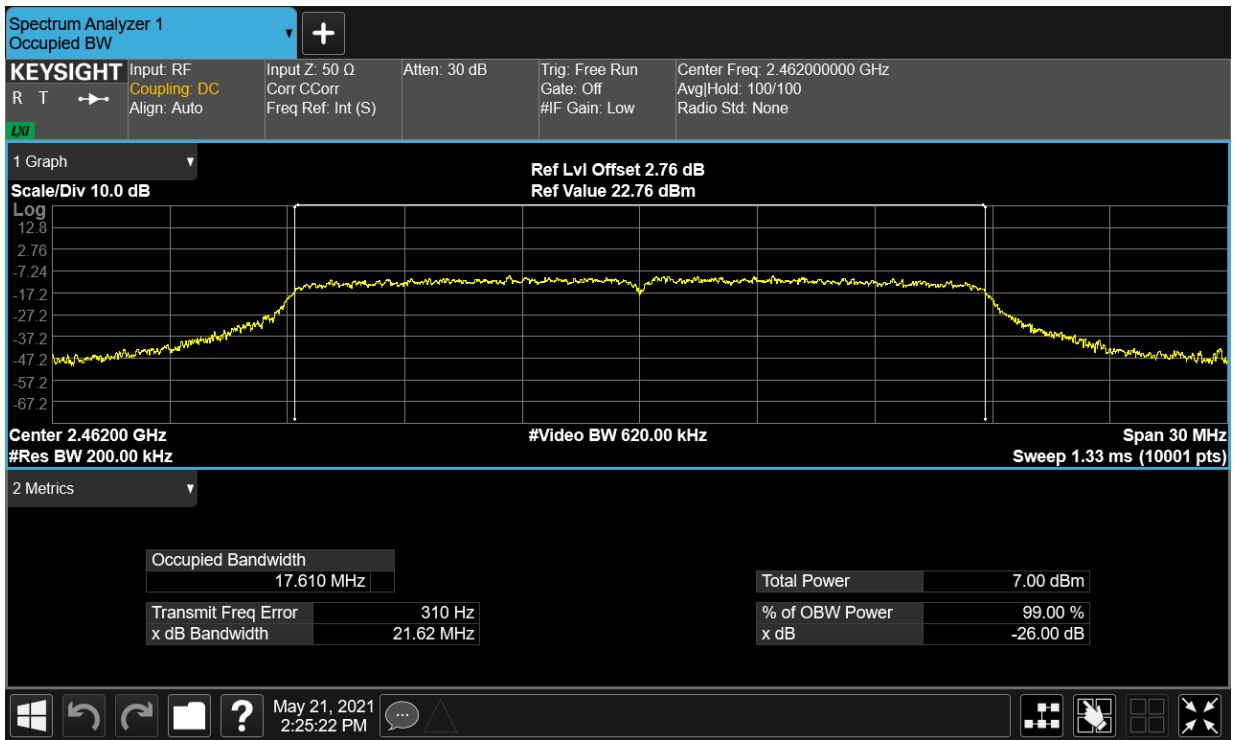 Spectrum Analyzer 1
Occupied BW
KEYSIGHT
R T
LXI
Input: RF
Coupling: DC
Align: Auto
Input Z: 50 Ω
Corr CCorr
Freq Ref: Int (S)
Atten: 30 dB
Trig: Free Run
Gate: Off
#IF Gain: Low
Center Freq: 2.462000000 GHz
Avg|Hold: 100/100
Radio Std: None
1 Graph
Scale/Div 10.0 dB
Ref Lvl Offset 2.76 dB
Ref Value 22.76 dBm
Log
12.8
2.76
-7.24
-17.2
-27.2
-37.2
-47.2
-57.2
-67.2
Center 2.46200 GHz
#Video BW 620.00 kHz
Span 30 MHz
#Res BW 200.00 kHz
Sweep 1.33 ms (10001 pts)
2 Metrics
Occupied Bandwidth
17.610 MHz
Total Power 7.00 dBm
Transmit Freq Error 310 Hz
% of OBW Power 99.00 %
x dB Bandwidth 21.62 MHz
x dB -26.00 dB
?
May 21, 2021
2:25:22 PM